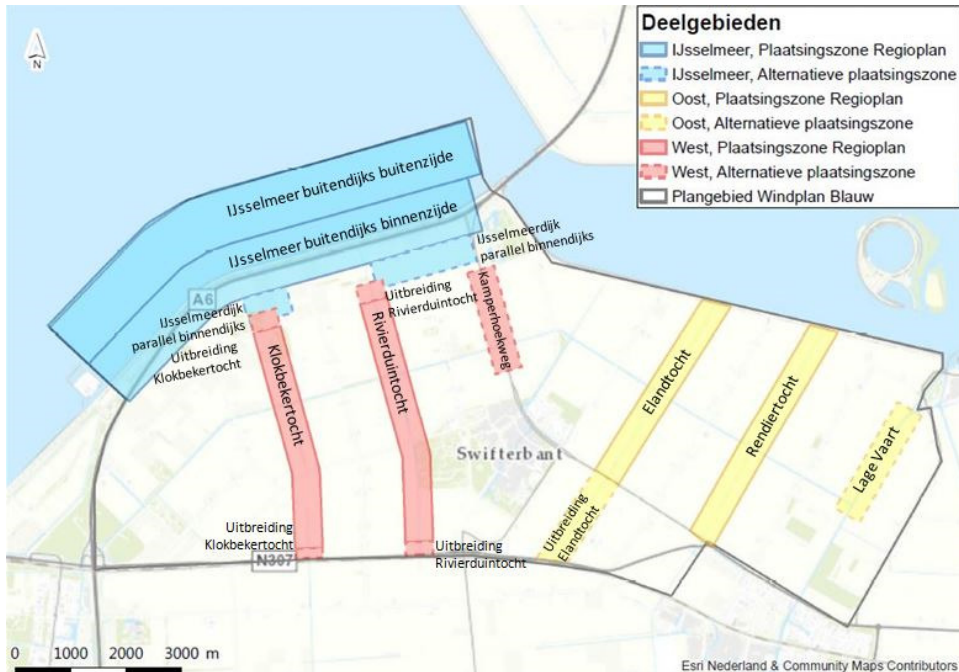 N
Deelgebieden
IJsselmeer, Plaatsingszone Regioplan
IJsselmeer, Alternatieve plaatsingszone
Oost, Plaatsingszone Regioplan
Oost, Alternatieve plaatsingszone
West, Plaatsingszone Regioplan
West, Alternatieve plaatsingszone
Plangebied Windplan Blauw
IJsselmeer buitendijks buitenzijde
IJsselmeer buitendijks binnenzijde
IJsselmeerdijk
parallel binnendijks
A6
IJsselmeerdijk
parallel binnendijks
Uitbreiding
Klokbekertocht
Uitbreiding
Rivierduintocht
Kamperhoekweg
Klokbekertocht
Rivierduintocht
Elandtocht
Rendiertocht
Lage Vaart
Swifterbant
Uitbreiding
Elandtocht
Uitbreiding
Klokbekertocht
Uitbreiding
Rivierduintocht
N307
0 1000 2000 3000 m
Esri Nederland & Community Maps Contributors